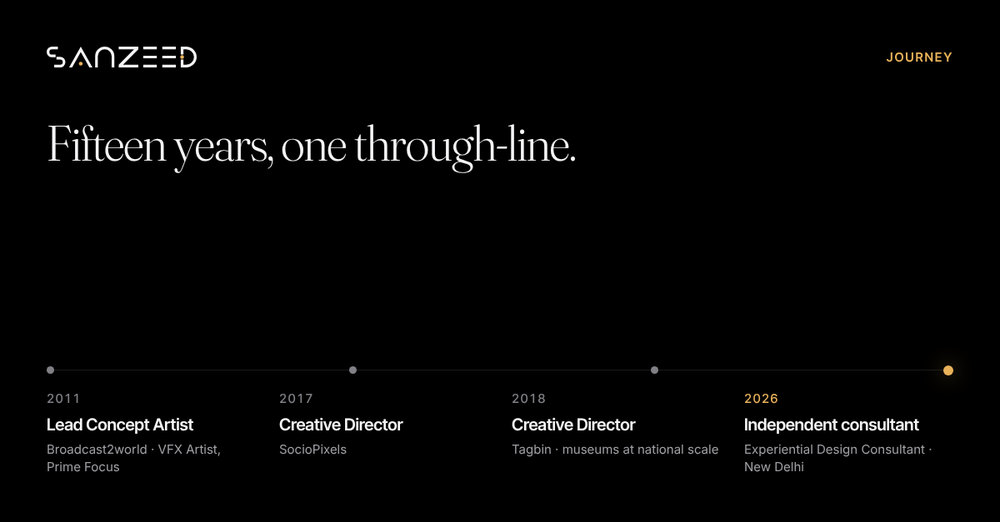 SANZEED
JOURNEY
Fifteen years, one through-line.
2011
Lead Concept Artist
Broadcast2world · VFX Artist,
Prime Focus
2017
Creative Director
SocioPixels
2018
Creative Director
Tagbin · museums at national scale
2026
Independent consultant
Experiential Design Consultant ·
New Delhi